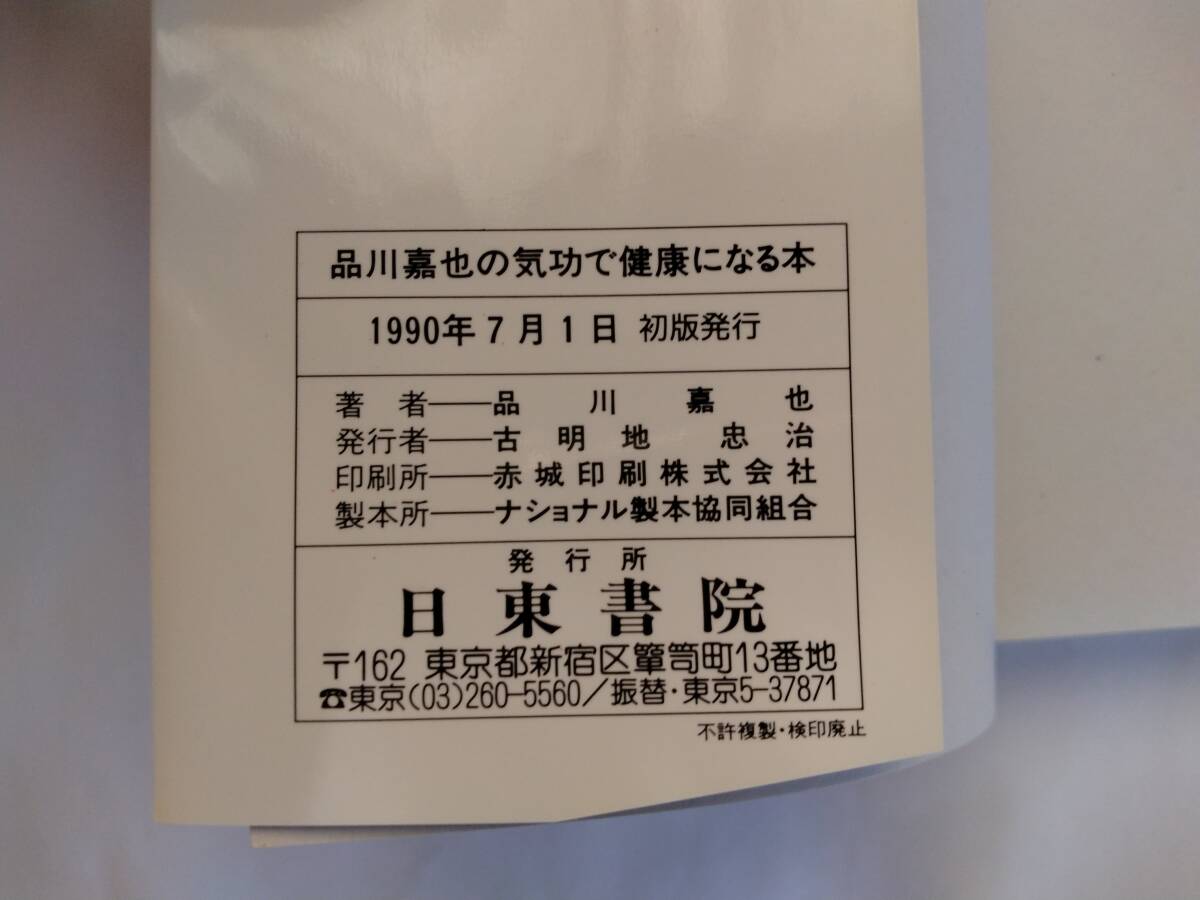 品川嘉也の気功で健康になる本
1990年7月1日 初版発行
著者――品川嘉也
発行者――古明地 忠治
印刷所――赤城印刷株式会社
製本所――ナショナル製本協同組合
発行所
日東書院
〒162 東京都新宿区簞笥町13番地
☎東京(03)260-5560/振替・東京5-37871
不許複製・検印廃止